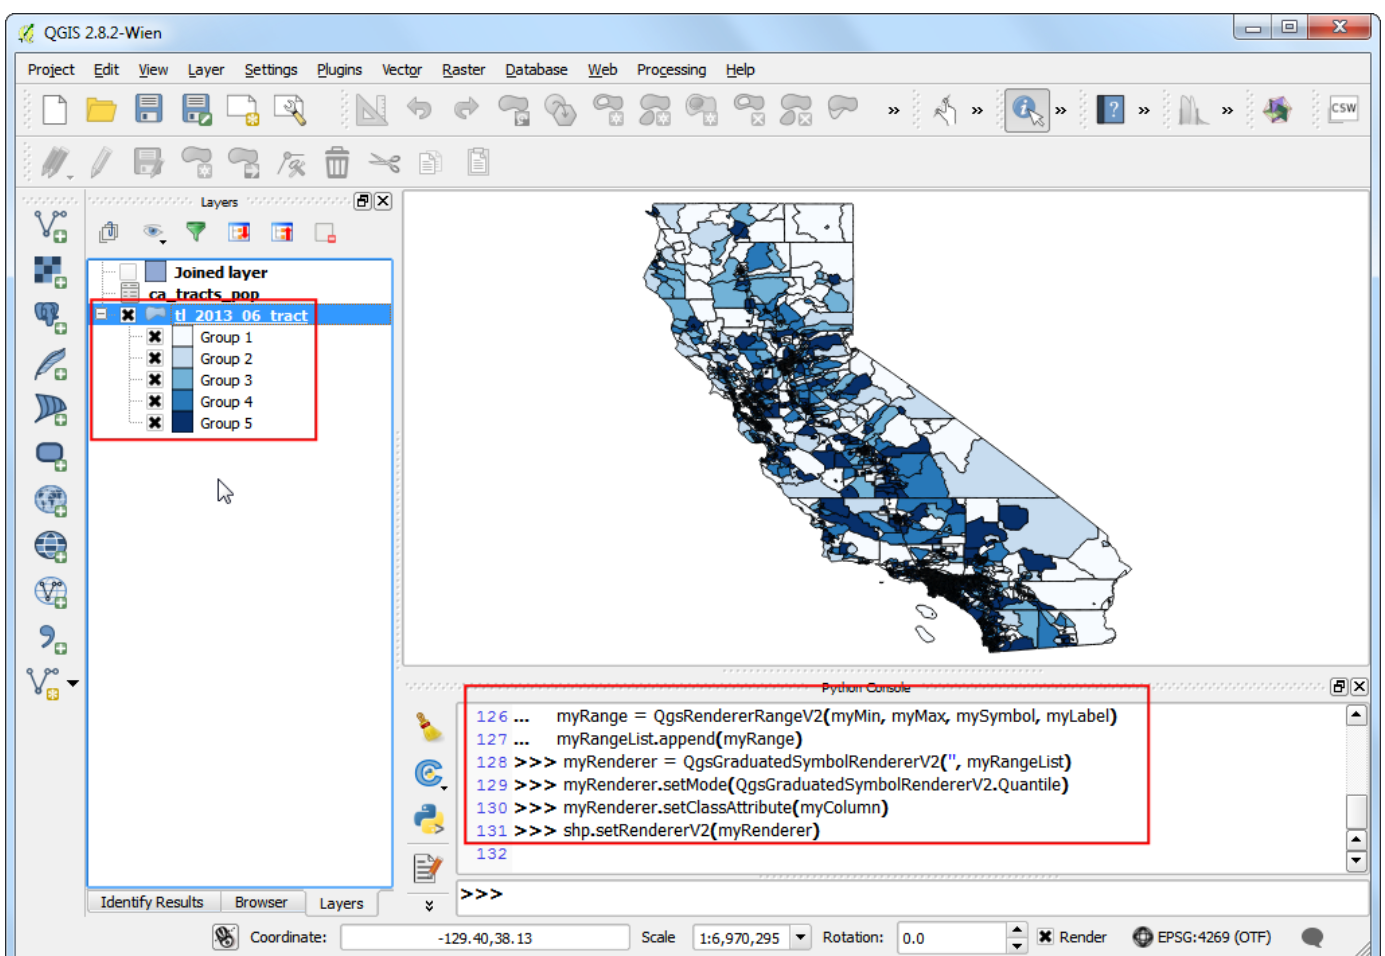 QGIS 2.8.2-Wien
Project Edit View Layer Settings Plugins Vector Raster Database Web Processing Help
» » » » » CSW
Layers
Joined layer
ca_tracts_pop
tl_2013_06_tract
Group 1
Group 2
Group 3
Group 4
Group 5
Python Console
126 ... myRange = QgsRendererRangeV2(myMin, myMax, mySymbol, myLabel)
127 ... myRangeList.append(myRange)
128 >>> myRenderer = QgsGraduatedSymbolRendererV2('', myRangeList)
129 >>> myRenderer.setMode(QgsGraduatedSymbolRendererV2.Quantile)
130 >>> myRenderer.setClassAttribute(myColumn)
131 >>> shp.setRendererV2(myRenderer)
132
>>>
Identify Results Browser Layers
Coordinate: -129.40,38.13 Scale 1:6,970,295 Rotation: 0.0 Render EPSG:4269 (OTF)